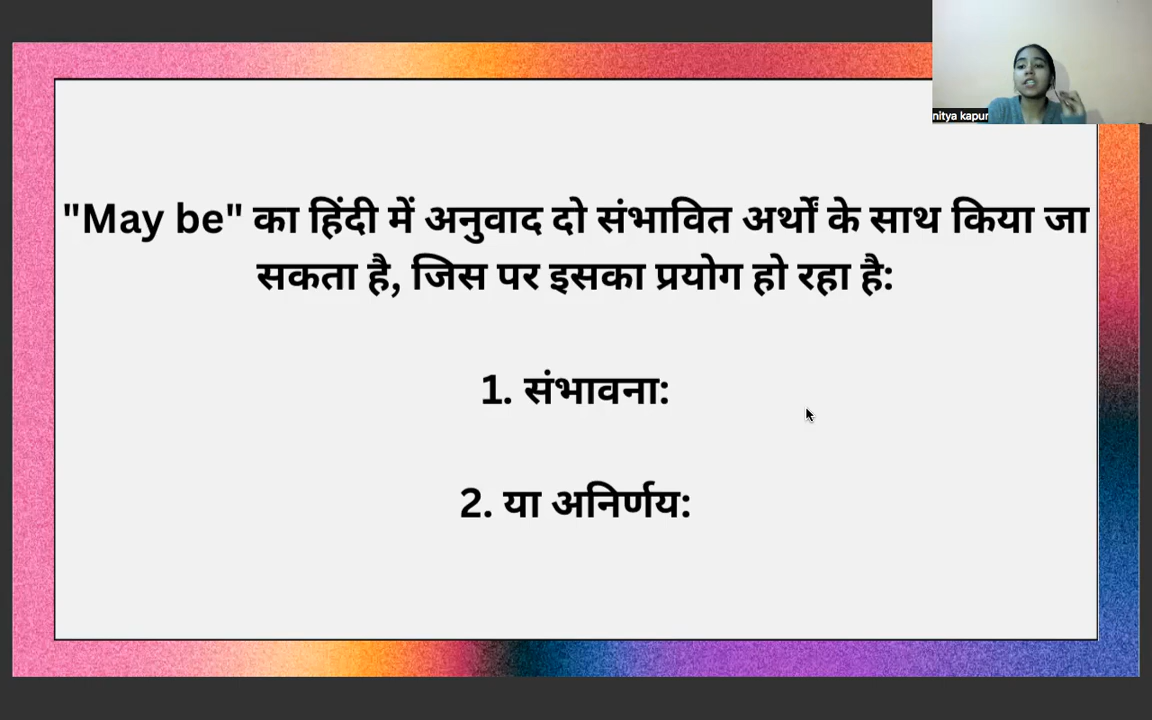 nitya kapur
"May be" का हिंदी में अनुवाद दो संभावित अर्थों के साथ किया जा
सकता है, जिस पर इसका प्रयोग हो रहा है:
1. संभावना:
2. या अनिर्णय: